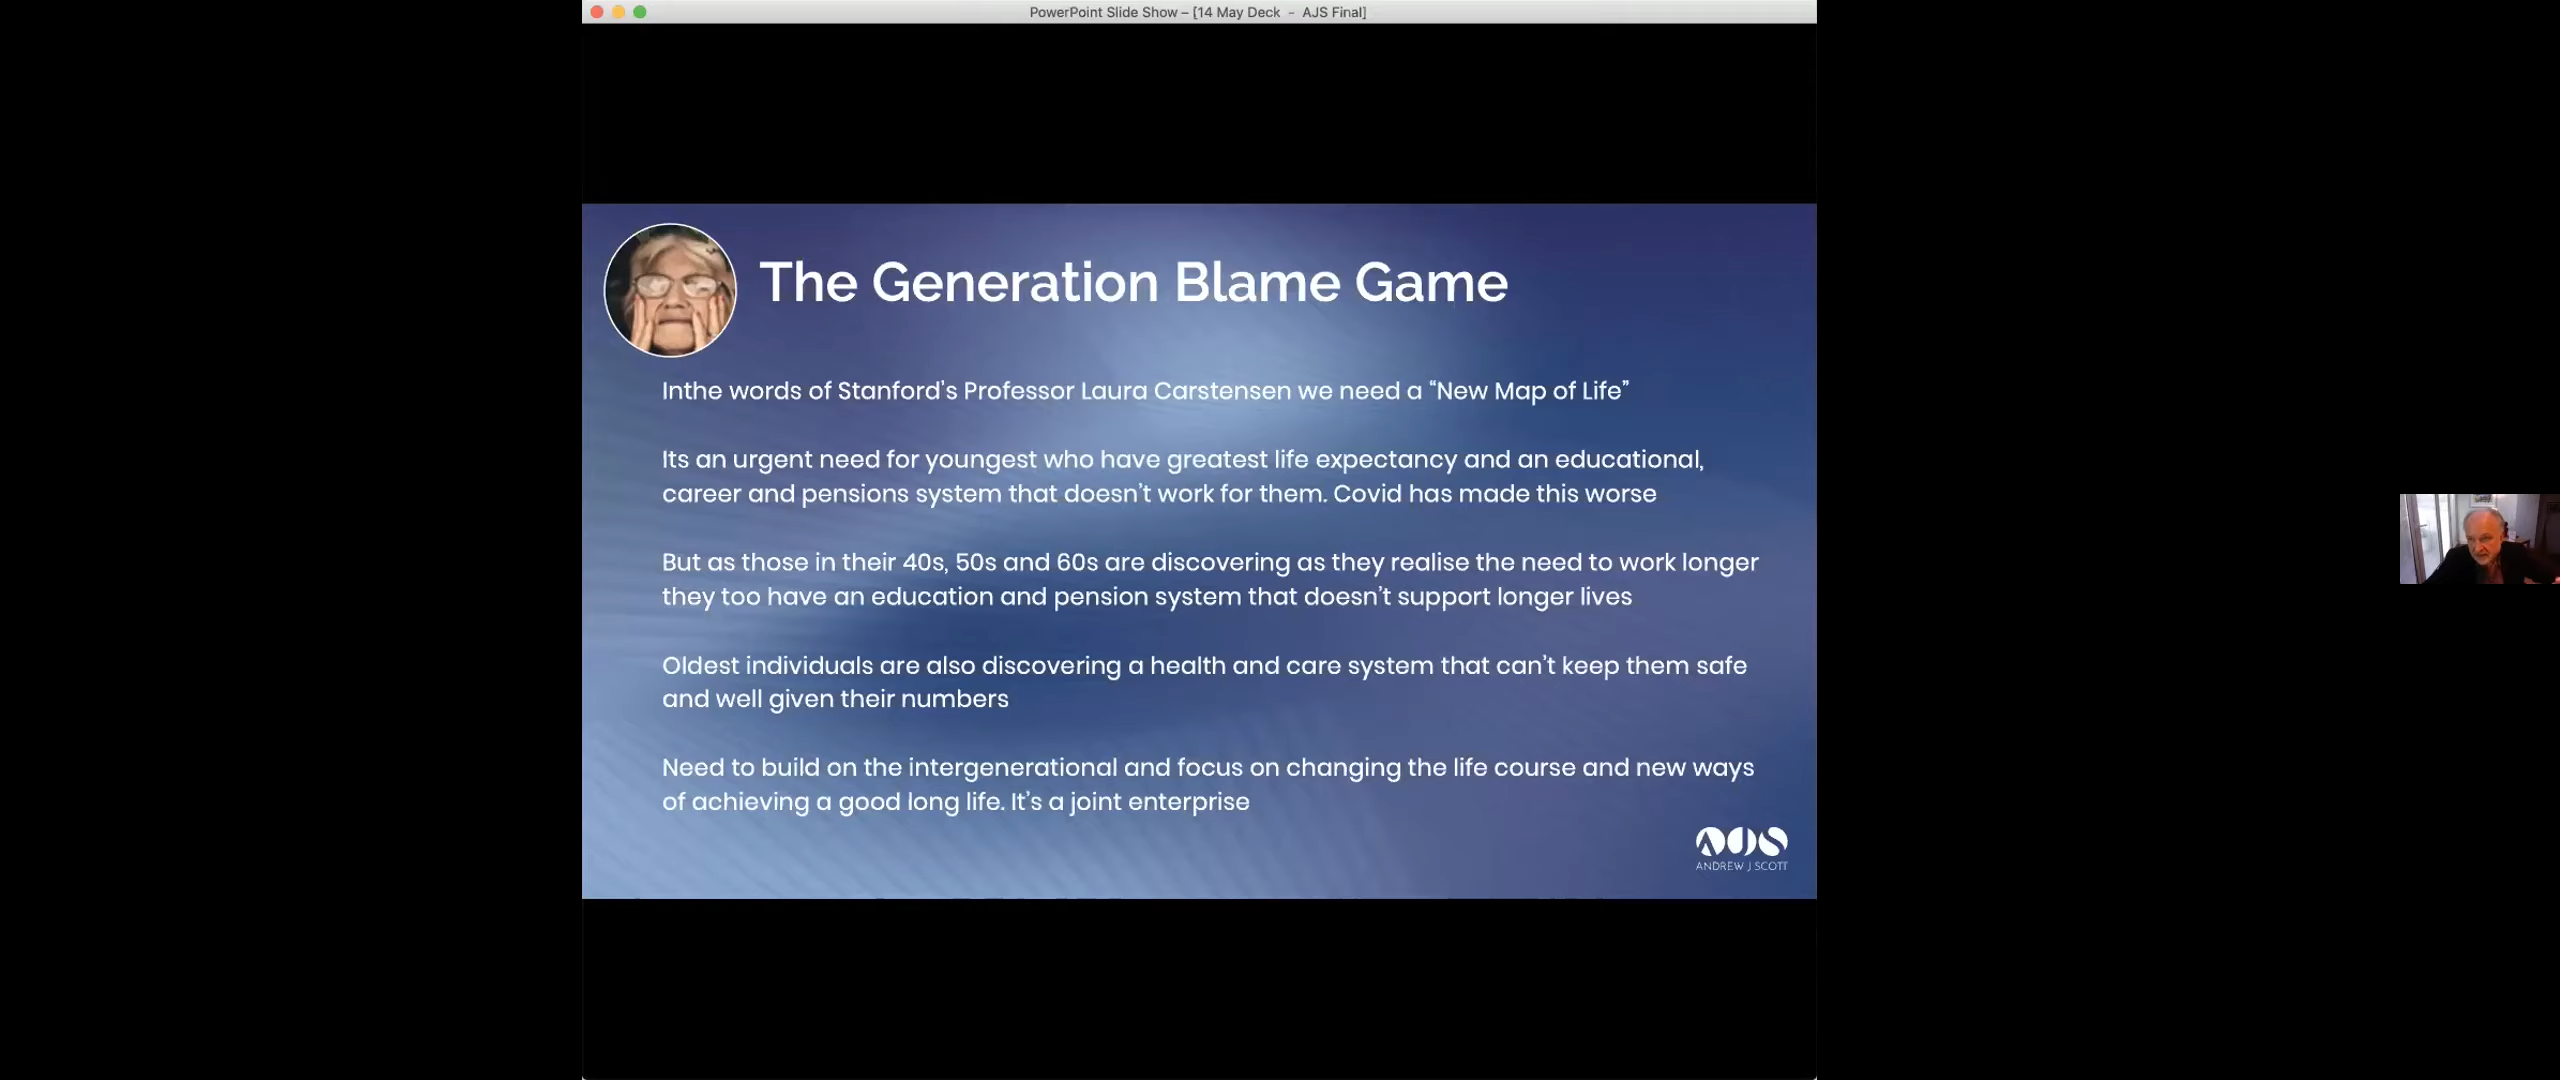 PowerPoint Slide Show – [14 May Deck  -  AJS Final]
The Generation Blame Game
Inthe words of Stanford’s Professor Laura Carstensen we need a “New Map of Life”
Its an urgent need for youngest who have greatest life expectancy and an educational,
career and pensions system that doesn’t work for them. Covid has made this worse
But as those in their 40s, 50s and 60s are discovering as they realise the need to work longer
they too have an education and pension system that doesn’t support longer lives
Oldest individuals are also discovering a health and care system that can’t keep them safe
and well given their numbers
Need to build on the intergenerational and focus on changing the life course and new ways
of achieving a good long life. It’s a joint enterprise
AJS
ANDREW J SCOTT